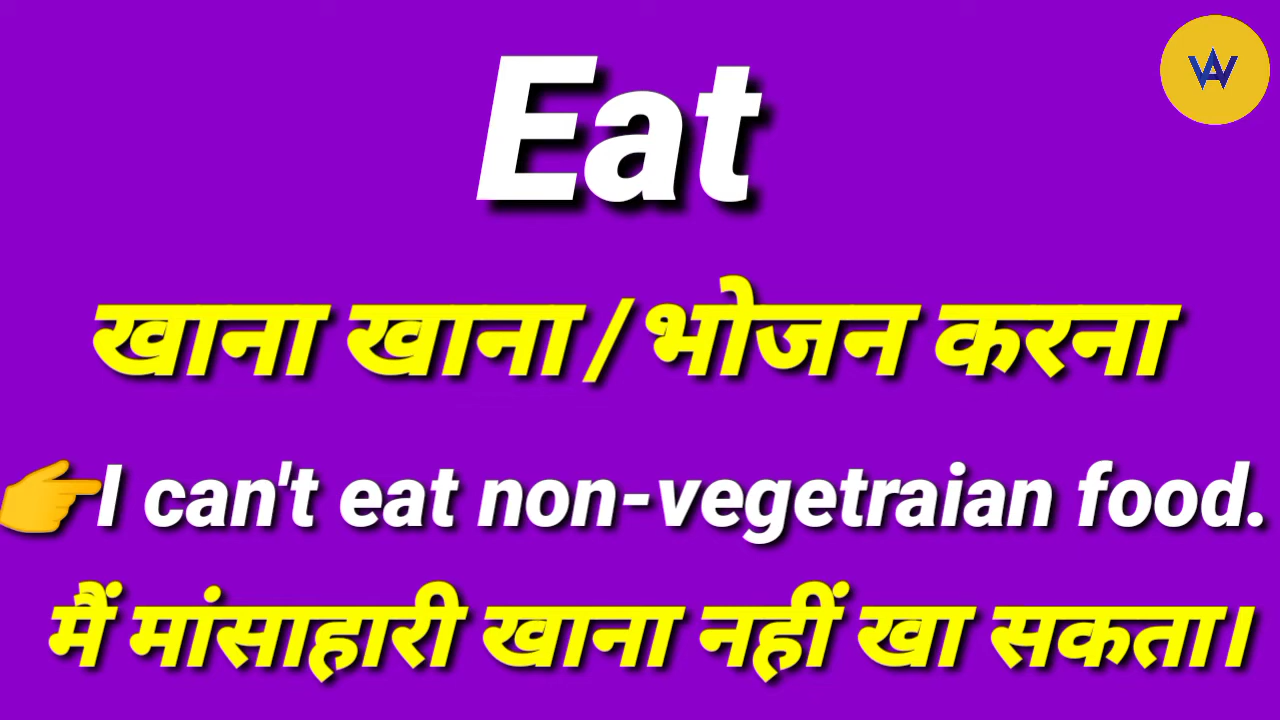 Eat
खाना खाना / भोजन करना
👉I can't eat non-vegetraian food.
मैं मांसाहारी खाना नहीं खा सकता।